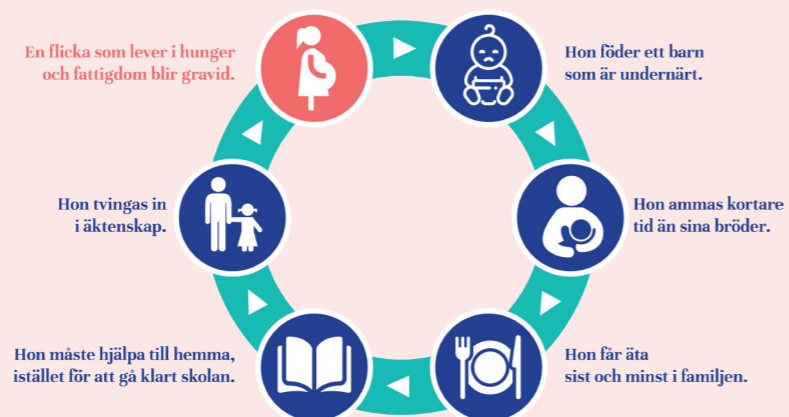 En flicka som lever i hunger
och fattigdom blir gravid.
Hon föder ett barn
som är undernärt.
Hon ammas kortare
tid än sina bröder.
Hon får äta
sist och minst i familjen.
Hon måste hjälpa till hemma,
istället för att gå klart skolan.
Hon tvingas in
i äktenskap.